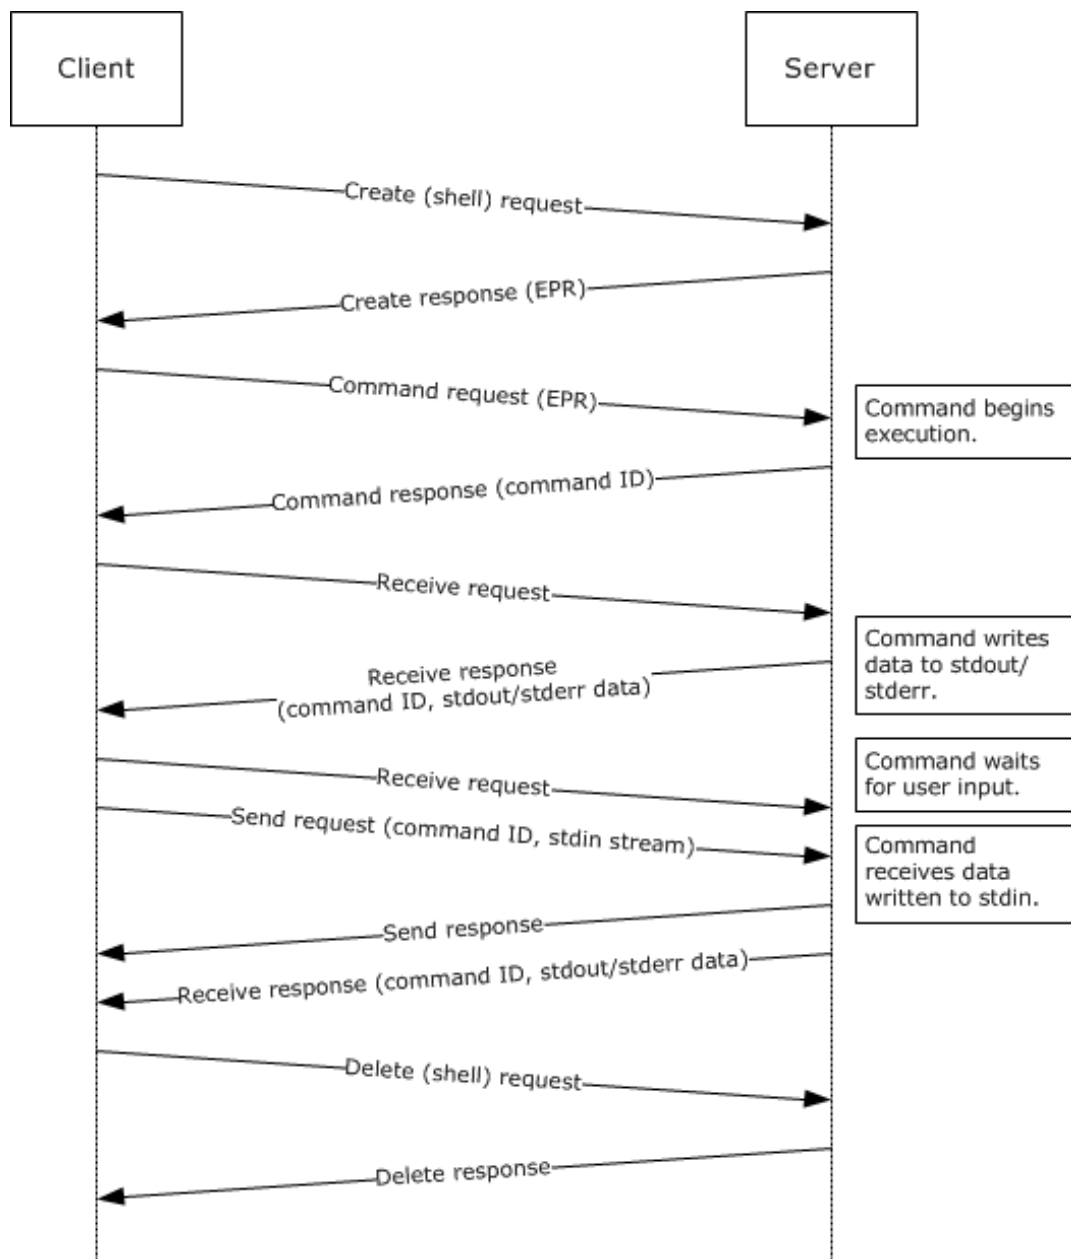 Client
Server
Create (shell) request
Create response (EPR)
Command request (EPR)
Command begins
execution.
Command response (command ID)
Receive request
Command writes
data to stdout/
stderr.
Receive response
(command ID, stdout/stderr data)
Command waits
for user input.
Receive request
Send request (command ID, stdin stream)
Command
receives data
written to stdin.
Send response
Receive response (command ID, stdout/stderr data)
Delete (shell) request
Delete response